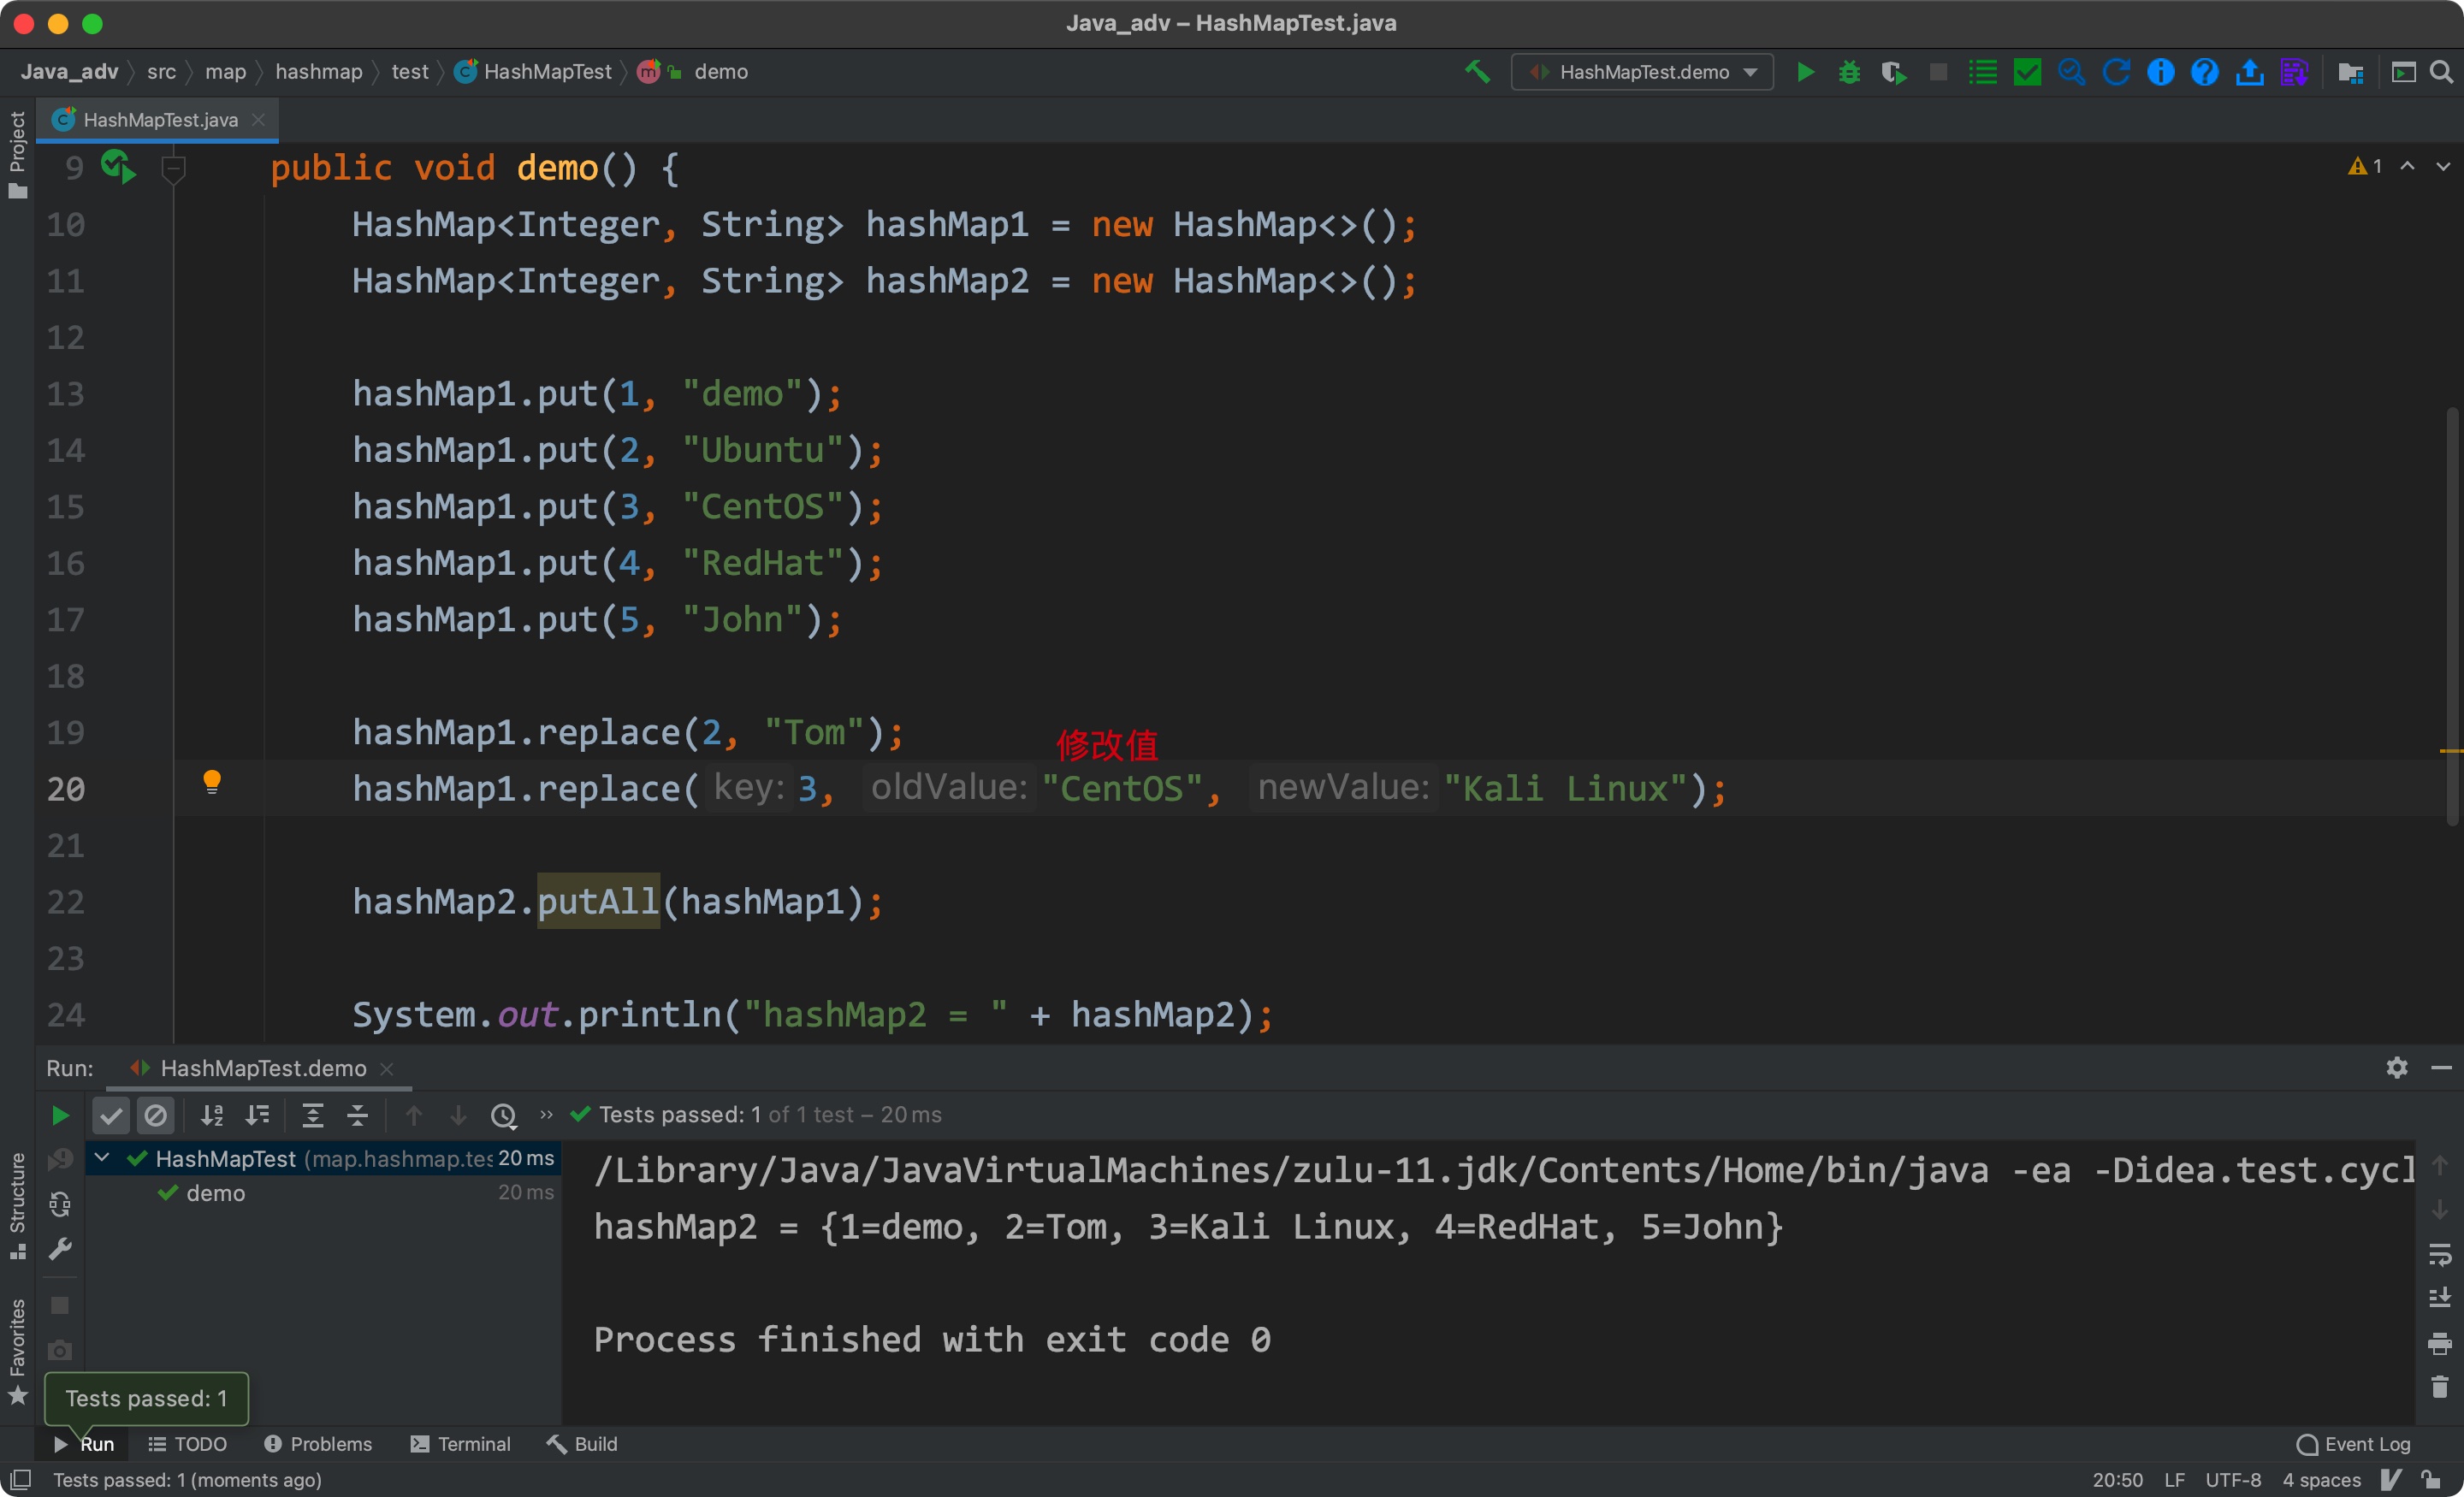 Java_adv – HashMapTest.java
Java_adv src map hashmap test HashMapTest m demo
HashMapTest.demo
Project
HashMapTest.java
1
9 public void demo() {
10 HashMap<Integer, String> hashMap1 = new HashMap<>();
11 HashMap<Integer, String> hashMap2 = new HashMap<>();
12
13 hashMap1.put(1, "demo");
14 hashMap1.put(2, "Ubuntu");
15 hashMap1.put(3, "CentOS");
16 hashMap1.put(4, "RedHat");
17 hashMap1.put(5, "John");
18
19 hashMap1.replace(2, "Tom");
修改值
20 hashMap1.replace( key: 3, oldValue: "CentOS", newValue: "Kali Linux");
21
22 hashMap2.putAll(hashMap1);
23
24 System.out.println("hashMap2 = " + hashMap2);
Run: HashMapTest.demo
» Tests passed: 1 of 1 test – 20 ms
HashMapTest (map.hashmap.tes 20 ms
demo 20 ms
/Library/Java/JavaVirtualMachines/zulu-11.jdk/Contents/Home/bin/java -ea -Didea.test.cycl
hashMap2 = {1=demo, 2=Tom, 3=Kali Linux, 4=RedHat, 5=John}
Process finished with exit code 0
Structure
Favorites
Tests passed: 1
Run TODO Problems Terminal Build Event Log
Tests passed: 1 (moments ago) 20:50 LF UTF-8 4 spaces